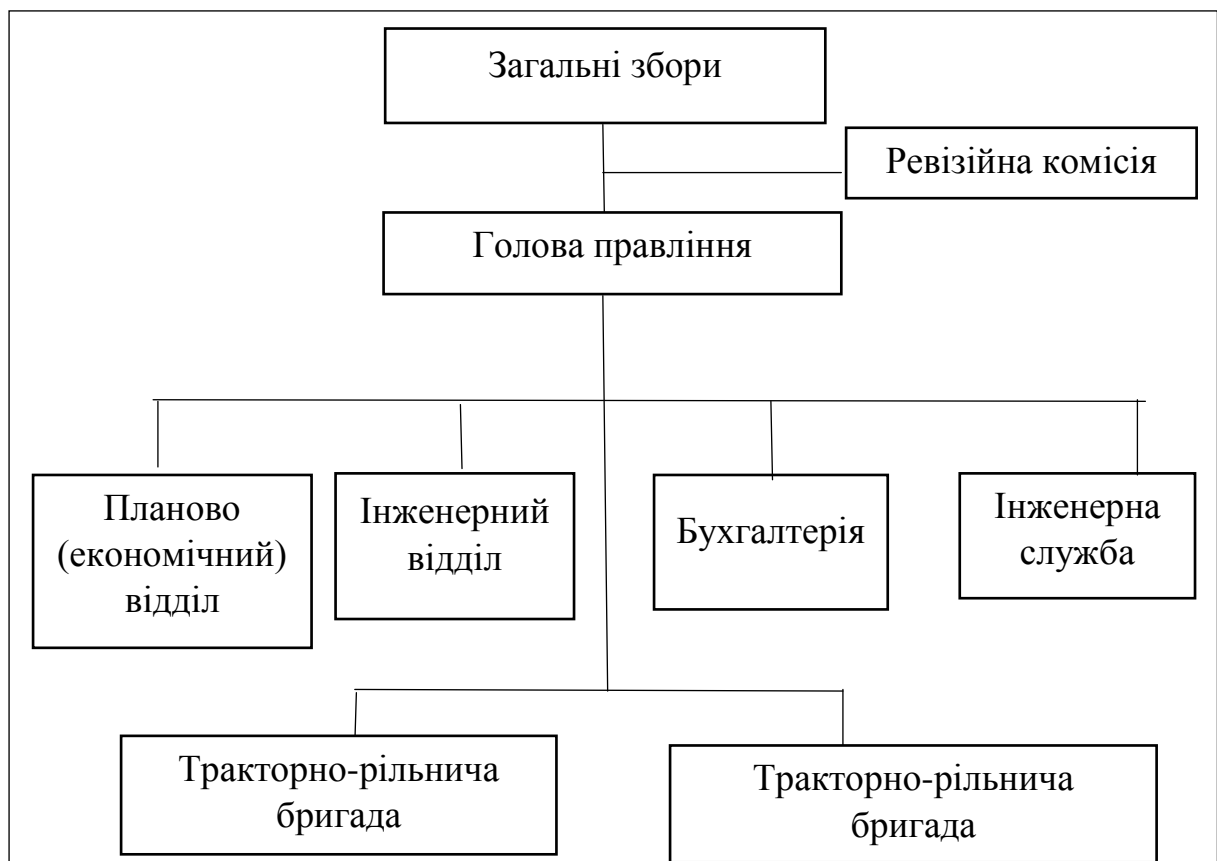 Загальні збори
Ревізійна комісія
Голова правління
Планово
(економічний)
відділ
Інженерний
відділ
Бухгалтерія
Інженерна
служба
Тракторно-рільнича
бригада
Тракторно-рільнича
бригада